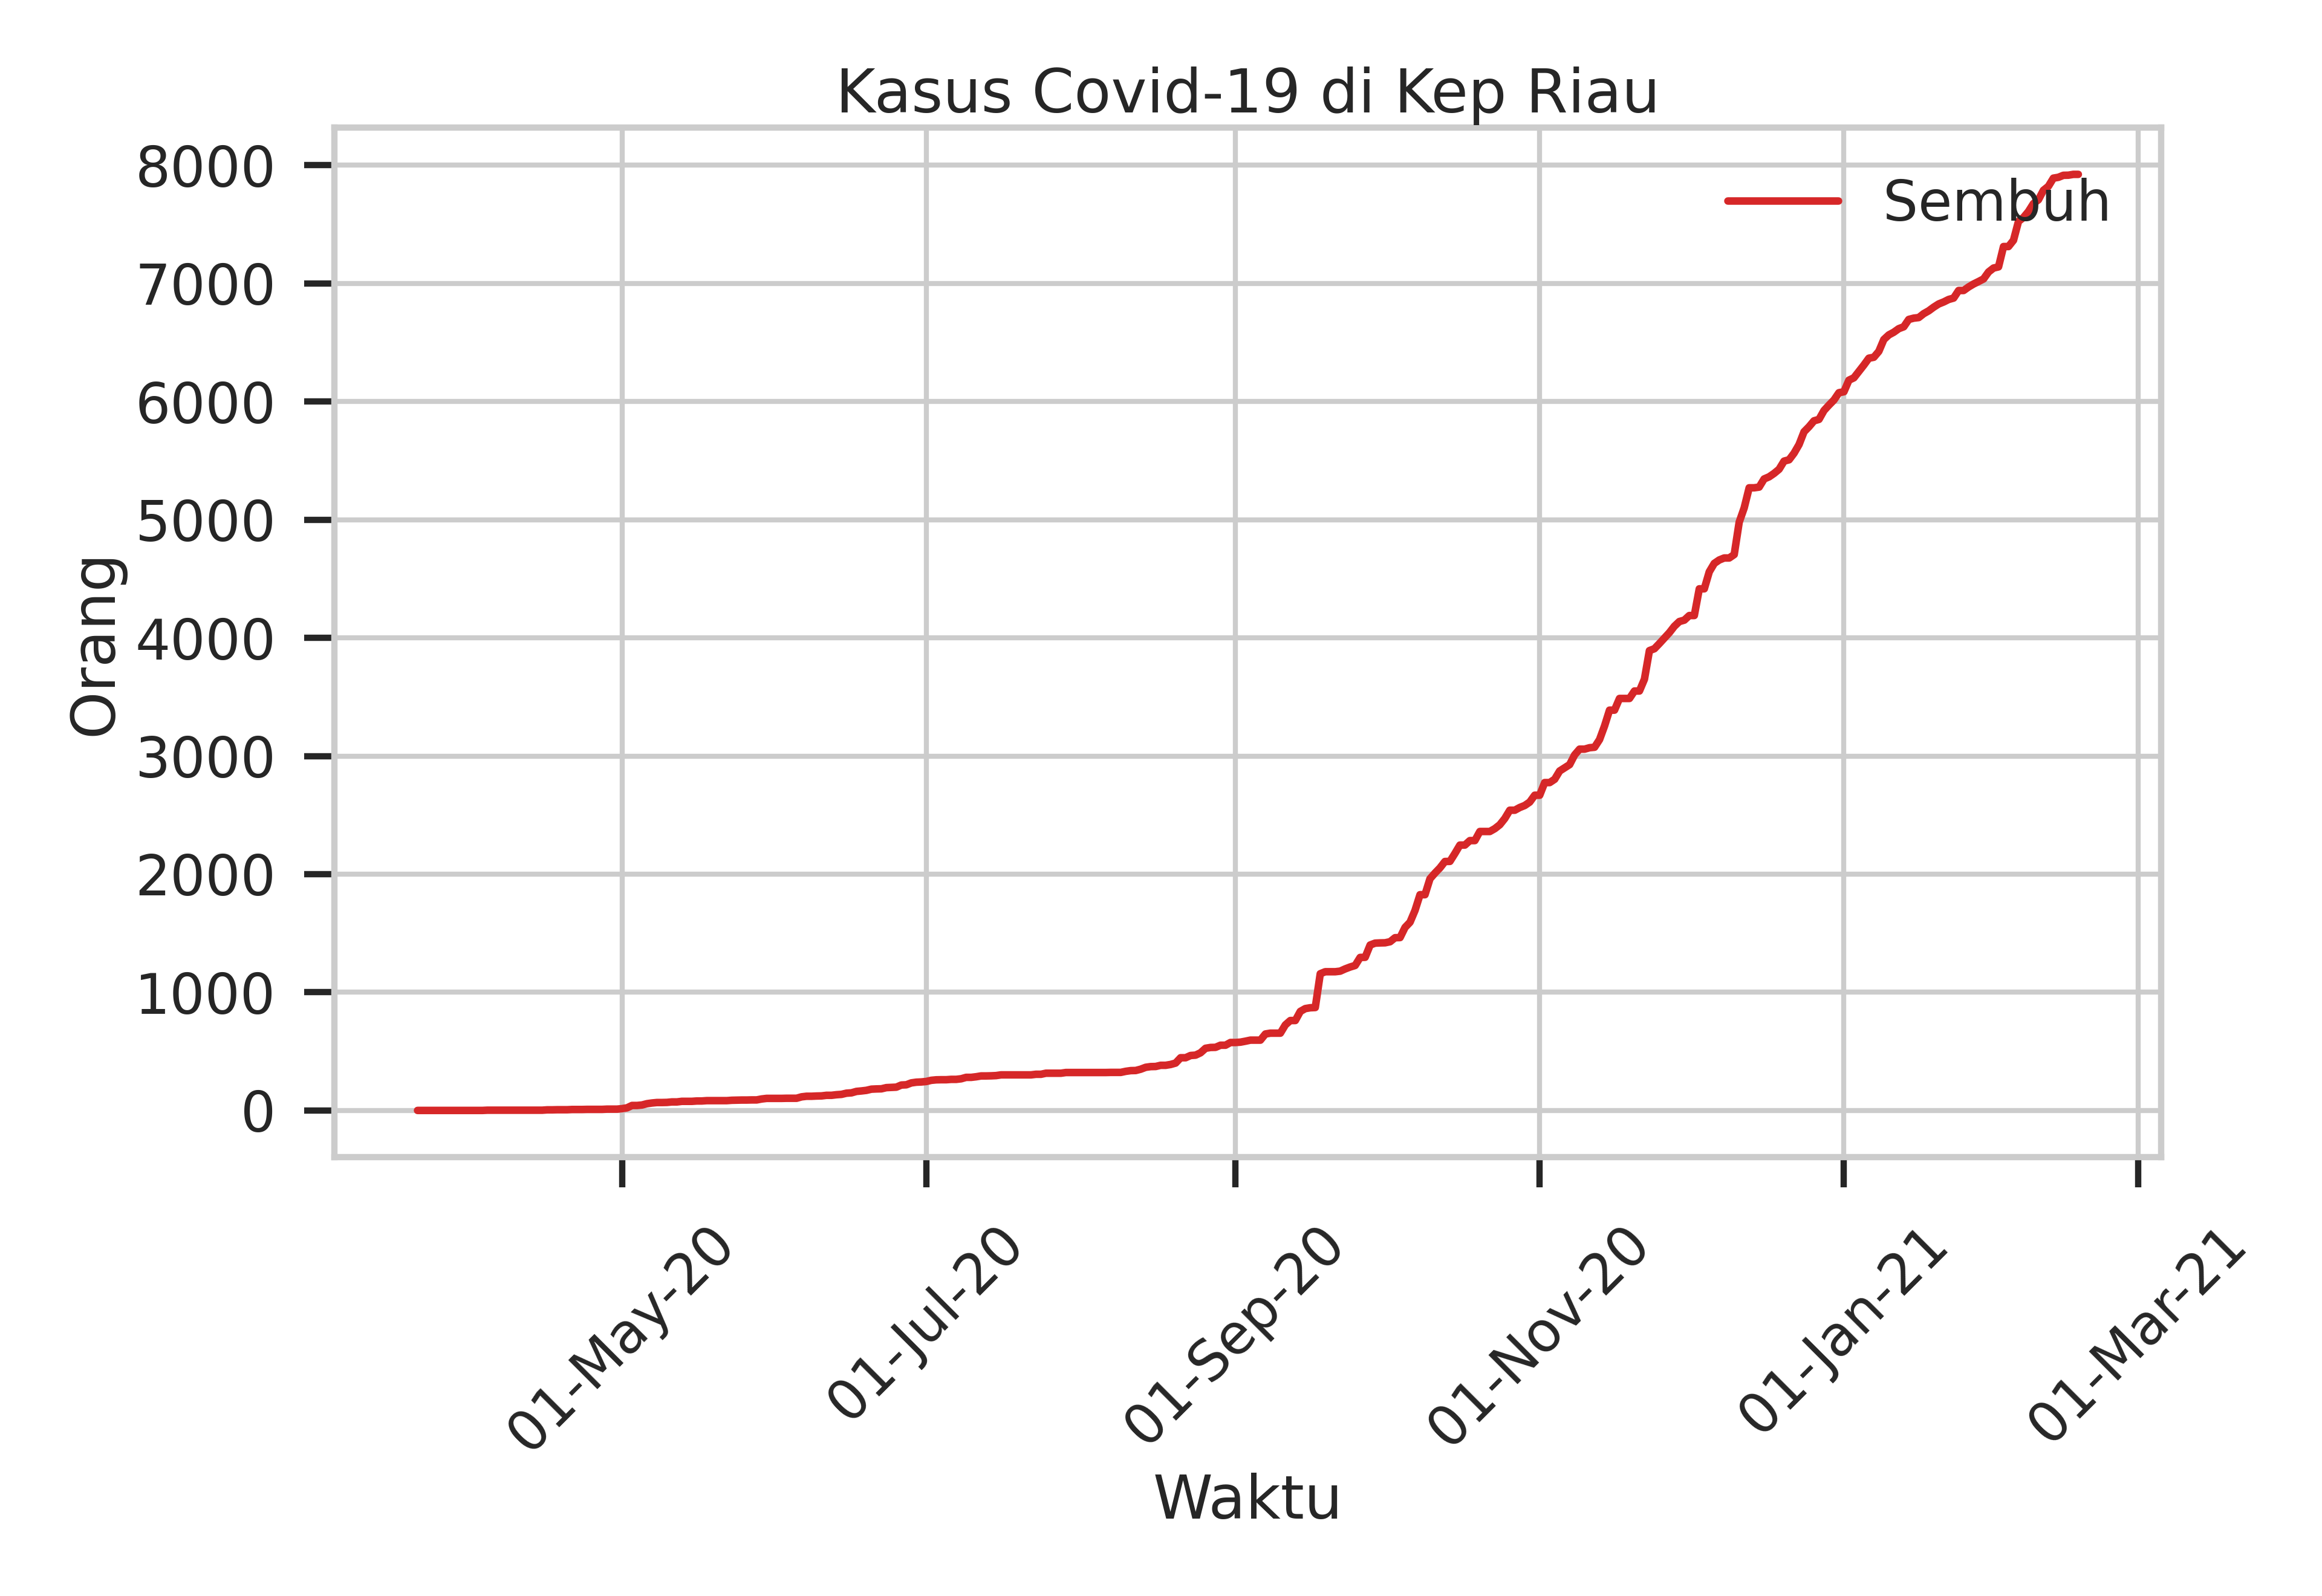 Kasus Covid-19 di Kep Riau
Sembuh
8000
7000
6000
5000
4000
3000
2000
1000
0
Orang
01-May-20
01-Jul-20
01-Sep-20
01-Nov-20
01-Jan-21
01-Mar-21
Waktu